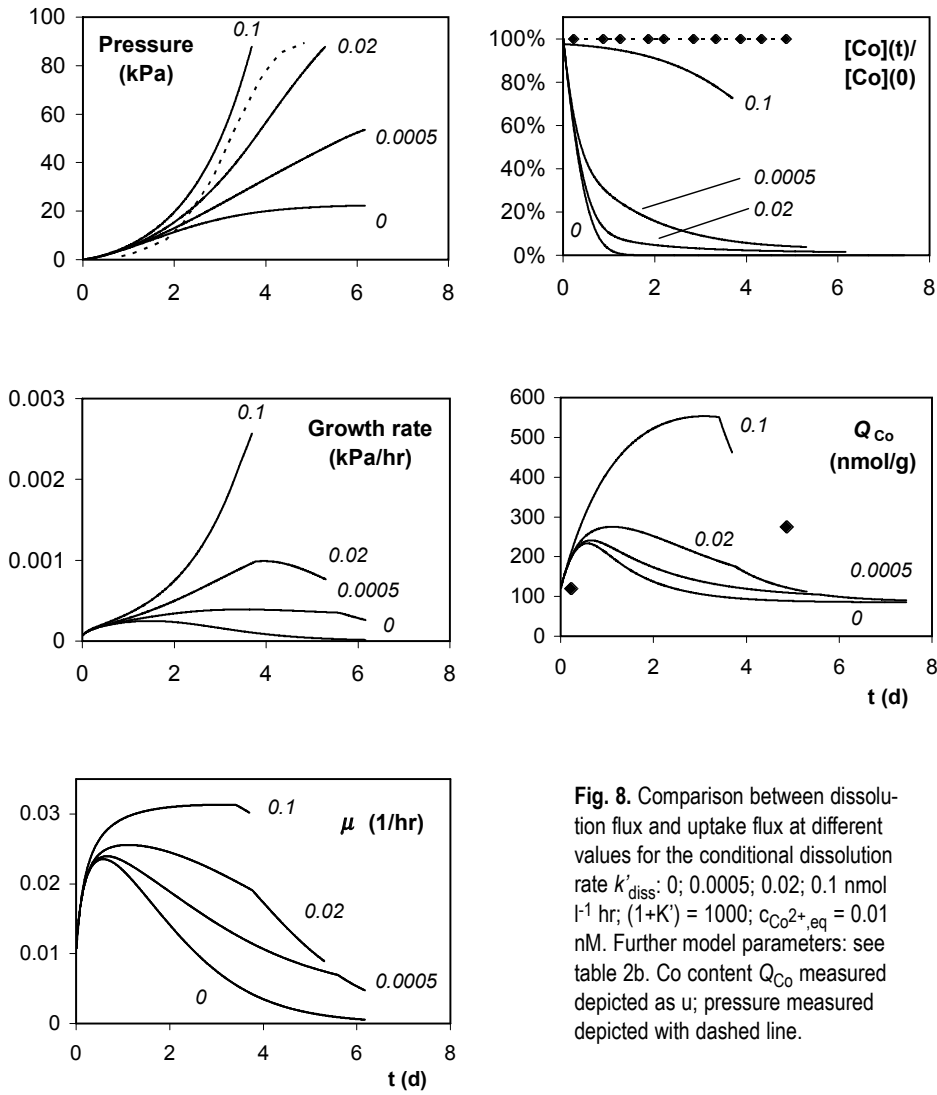 100
80
60
40
20
0
Pressure
(kPa)
0.1
0.02
0.0005
0
0 2 4 6 8
100%
80%
60%
40%
20%
0%
[Co](t)/
[Co](0)
0.1
0.0005
0.02
0
0 2 4 6 8
0.003
0.002
0.001
0
Growth rate
(kPa/hr)
0.1
0.02
0.0005
0
0 2 4 6 8
600
500
400
300
200
100
0
Q Co
(nmol/g)
0.1
0.02
0.0005
0
0 2 4 6 8
t (d)
0.03
0.02
0.01
0
μ (1/hr)
0.1
0.02
0.0005
0
0 2 4 6 8
t (d)
Fig. 8. Comparison between dissolu-
tion flux and uptake flux at different
values for the conditional dissolution
rate k'diss: 0; 0.0005; 0.02; 0.1 nmol
l-1 hr; (1+K') = 1000; cCo2+,eq = 0.01
nM. Further model parameters: see
table 2b. Co content QCo measured
depicted as u; pressure measured
depicted with dashed line.